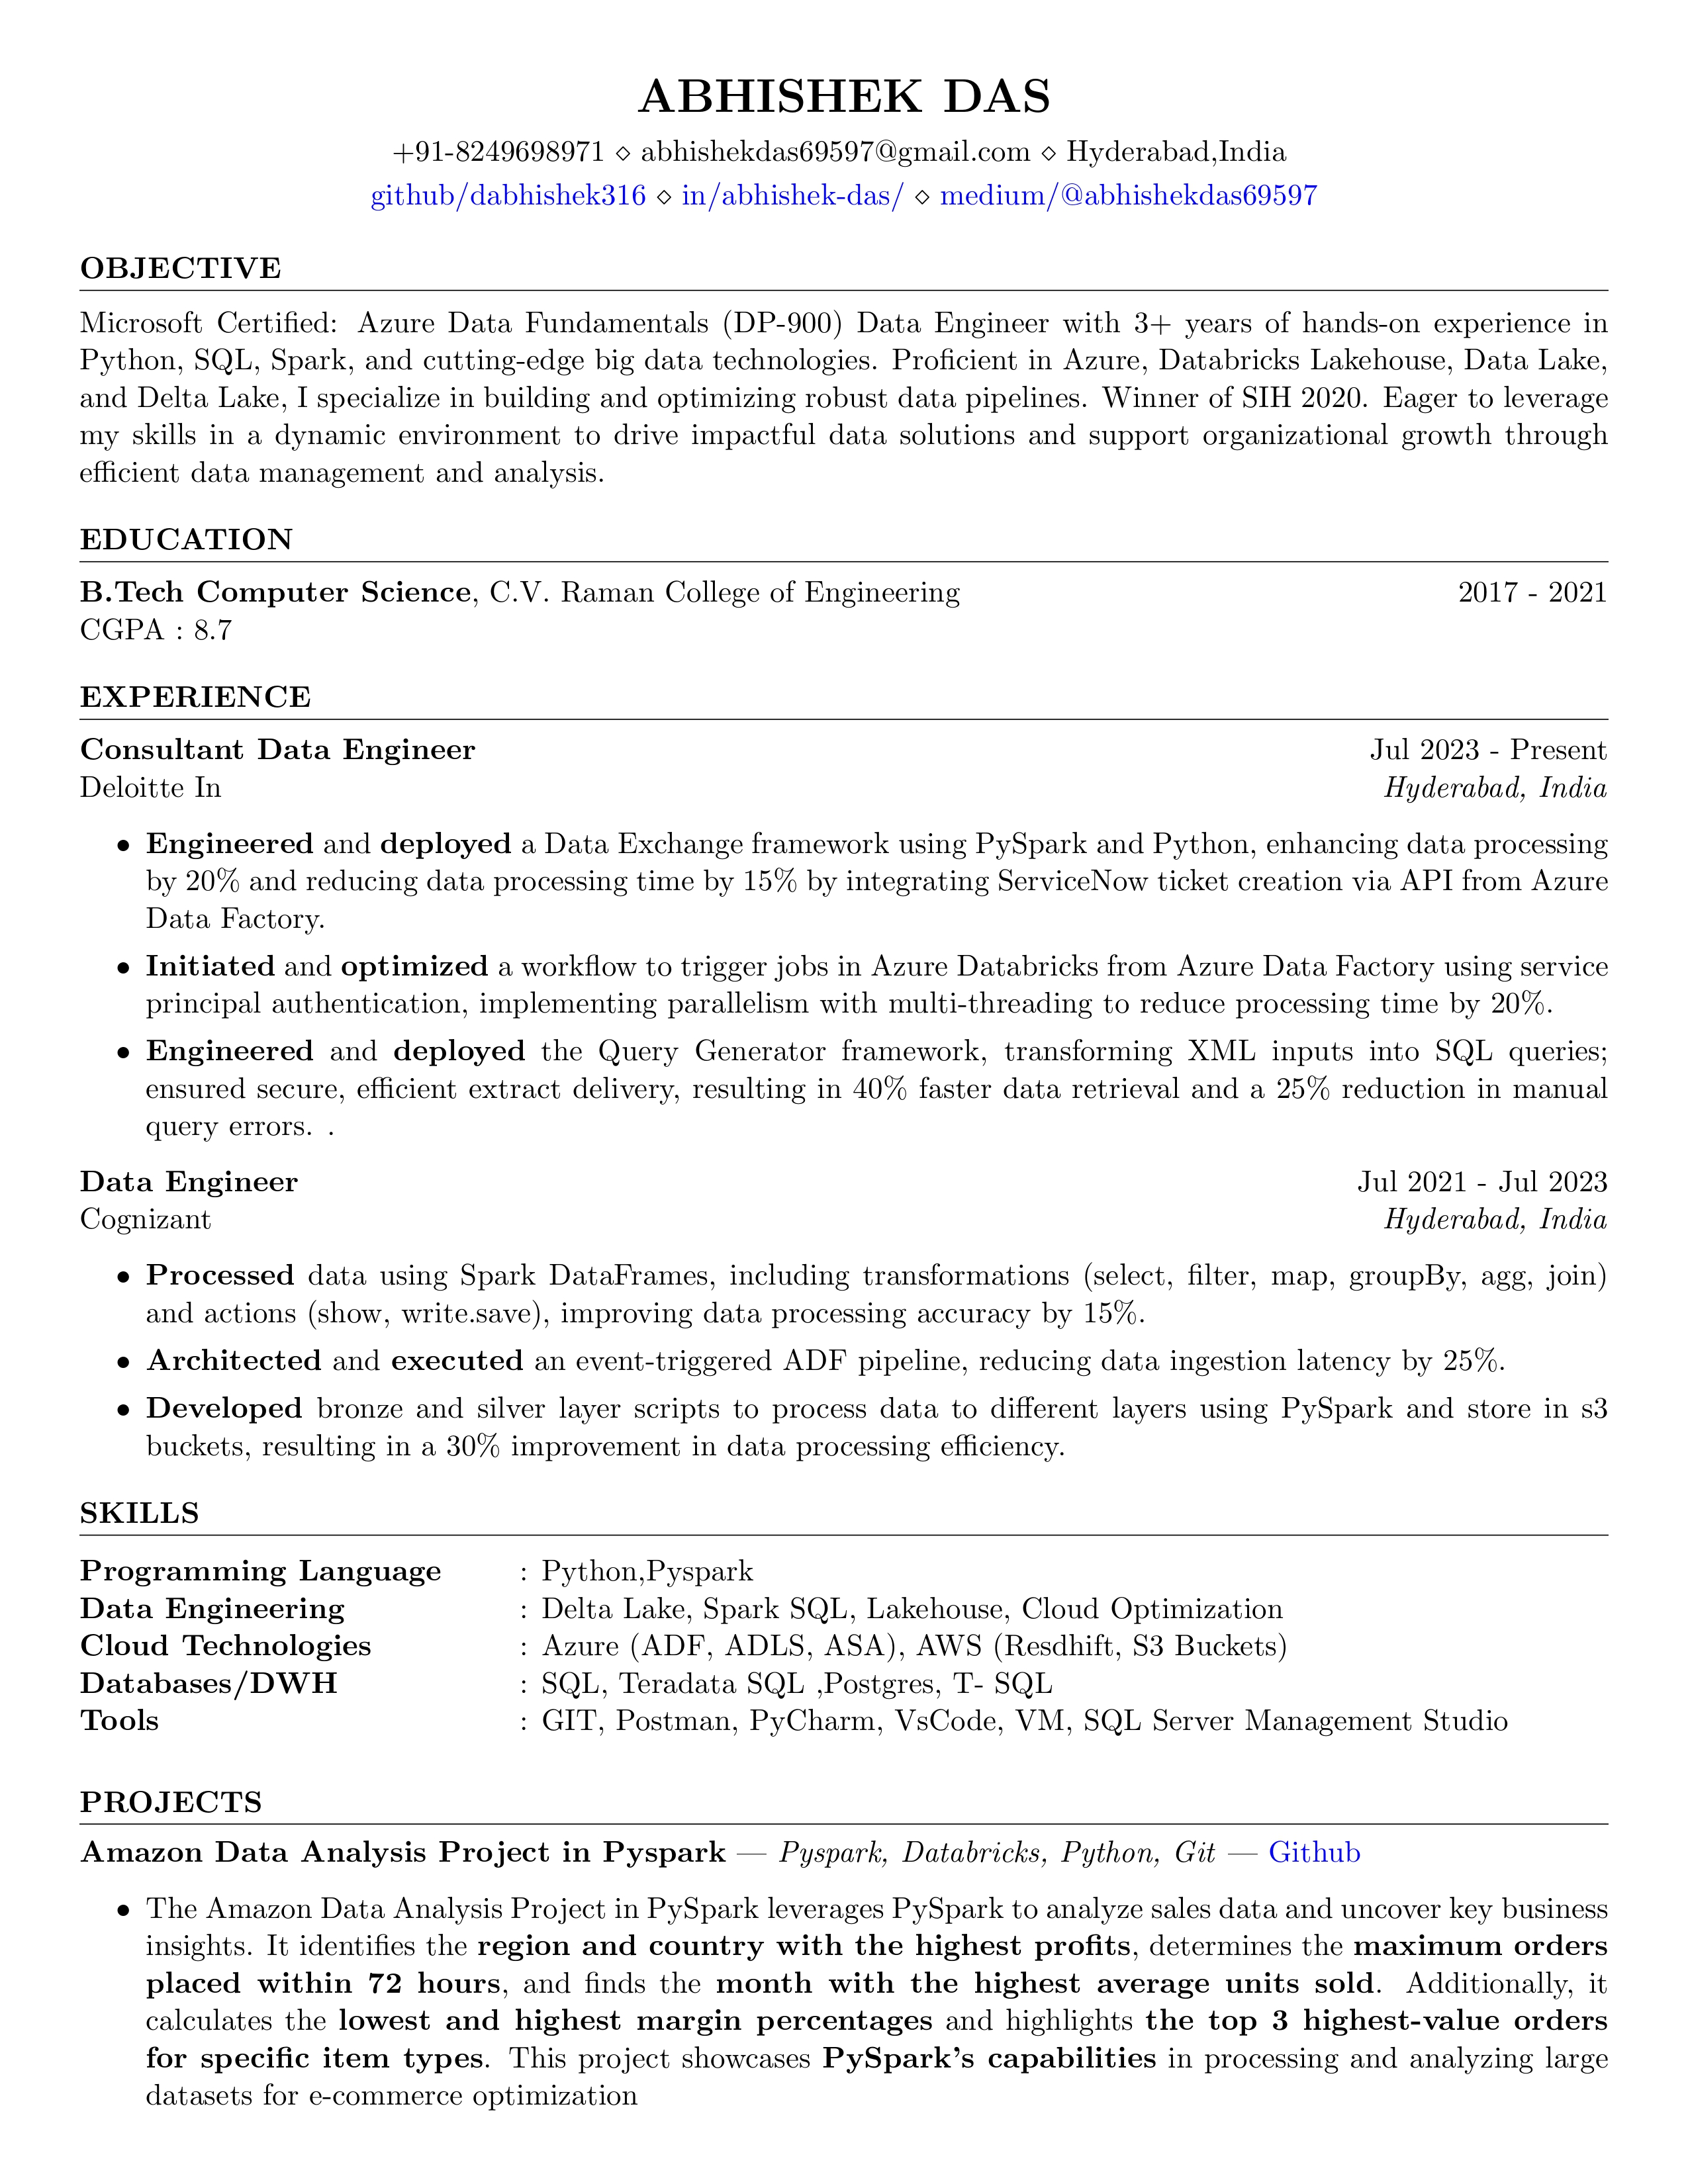 ABHISHEK DAS
+91-8249698971 ⋄ abhishekdas69597@gmail.com ⋄ Hyderabad,India
github/dabhishek316 ⋄ in/abhishek-das/ ⋄ medium/@abhishekdas69597
OBJECTIVE
Microsoft Certified: Azure Data Fundamentals (DP-900) Data Engineer with 3+ years of hands-on experience in
Python, SQL, Spark, and cutting-edge big data technologies. Proficient in Azure, Databricks Lakehouse, Data Lake,
and Delta Lake, I specialize in building and optimizing robust data pipelines. Winner of SIH 2020. Eager to leverage
my skills in a dynamic environment to drive impactful data solutions and support organizational growth through
efficient data management and analysis.
EDUCATION
B.Tech Computer Science, C.V. Raman College of Engineering 2017 - 2021
CGPA : 8.7
EXPERIENCE
Consultant Data Engineer Jul 2023 - Present
Deloitte In Hyderabad, India
• Engineered and deployed a Data Exchange framework using PySpark and Python, enhancing data processing
by 20% and reducing data processing time by 15% by integrating ServiceNow ticket creation via API from Azure
Data Factory.
• Initiated and optimized a workflow to trigger jobs in Azure Databricks from Azure Data Factory using service
principal authentication, implementing parallelism with multi-threading to reduce processing time by 20%.
• Engineered and deployed the Query Generator framework, transforming XML inputs into SQL queries;
ensured secure, efficient extract delivery, resulting in 40% faster data retrieval and a 25% reduction in manual
query errors. .
Data Engineer Jul 2021 - Jul 2023
Cognizant Hyderabad, India
• Processed data using Spark DataFrames, including transformations (select, filter, map, groupBy, agg, join)
and actions (show, write.save), improving data processing accuracy by 15%.
• Architected and executed an event-triggered ADF pipeline, reducing data ingestion latency by 25%.
• Developed bronze and silver layer scripts to process data to different layers using PySpark and store in s3
buckets, resulting in a 30% improvement in data processing efficiency.
SKILLS
Programming Language : Python,Pyspark
Data Engineering : Delta Lake, Spark SQL, Lakehouse, Cloud Optimization
Cloud Technologies : Azure (ADF, ADLS, ASA), AWS (Resdhift, S3 Buckets)
Databases/DWH : SQL, Teradata SQL ,Postgres, T- SQL
Tools : GIT, Postman, PyCharm, VsCode, VM, SQL Server Management Studio
PROJECTS
Amazon Data Analysis Project in Pyspark — Pyspark, Databricks, Python, Git — Github
• The Amazon Data Analysis Project in PySpark leverages PySpark to analyze sales data and uncover key business
insights. It identifies the region and country with the highest profits, determines the maximum orders
placed within 72 hours, and finds the month with the highest average units sold. Additionally, it
calculates the lowest and highest margin percentages and highlights the top 3 highest-value orders
for specific item types. This project showcases PySpark's capabilities in processing and analyzing large
datasets for e-commerce optimization